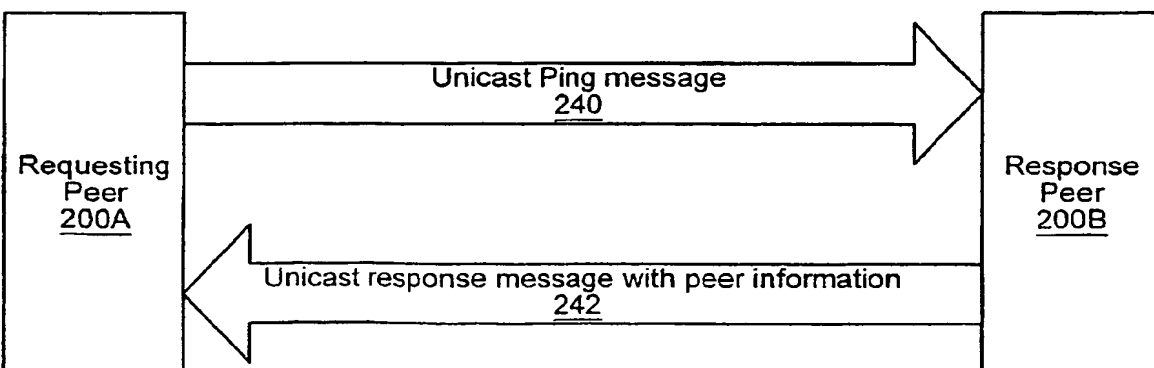 Unicast Ping message
240
Requesting
Peer
200A
Response
Peer
200B
Unicast response message with peer information
242